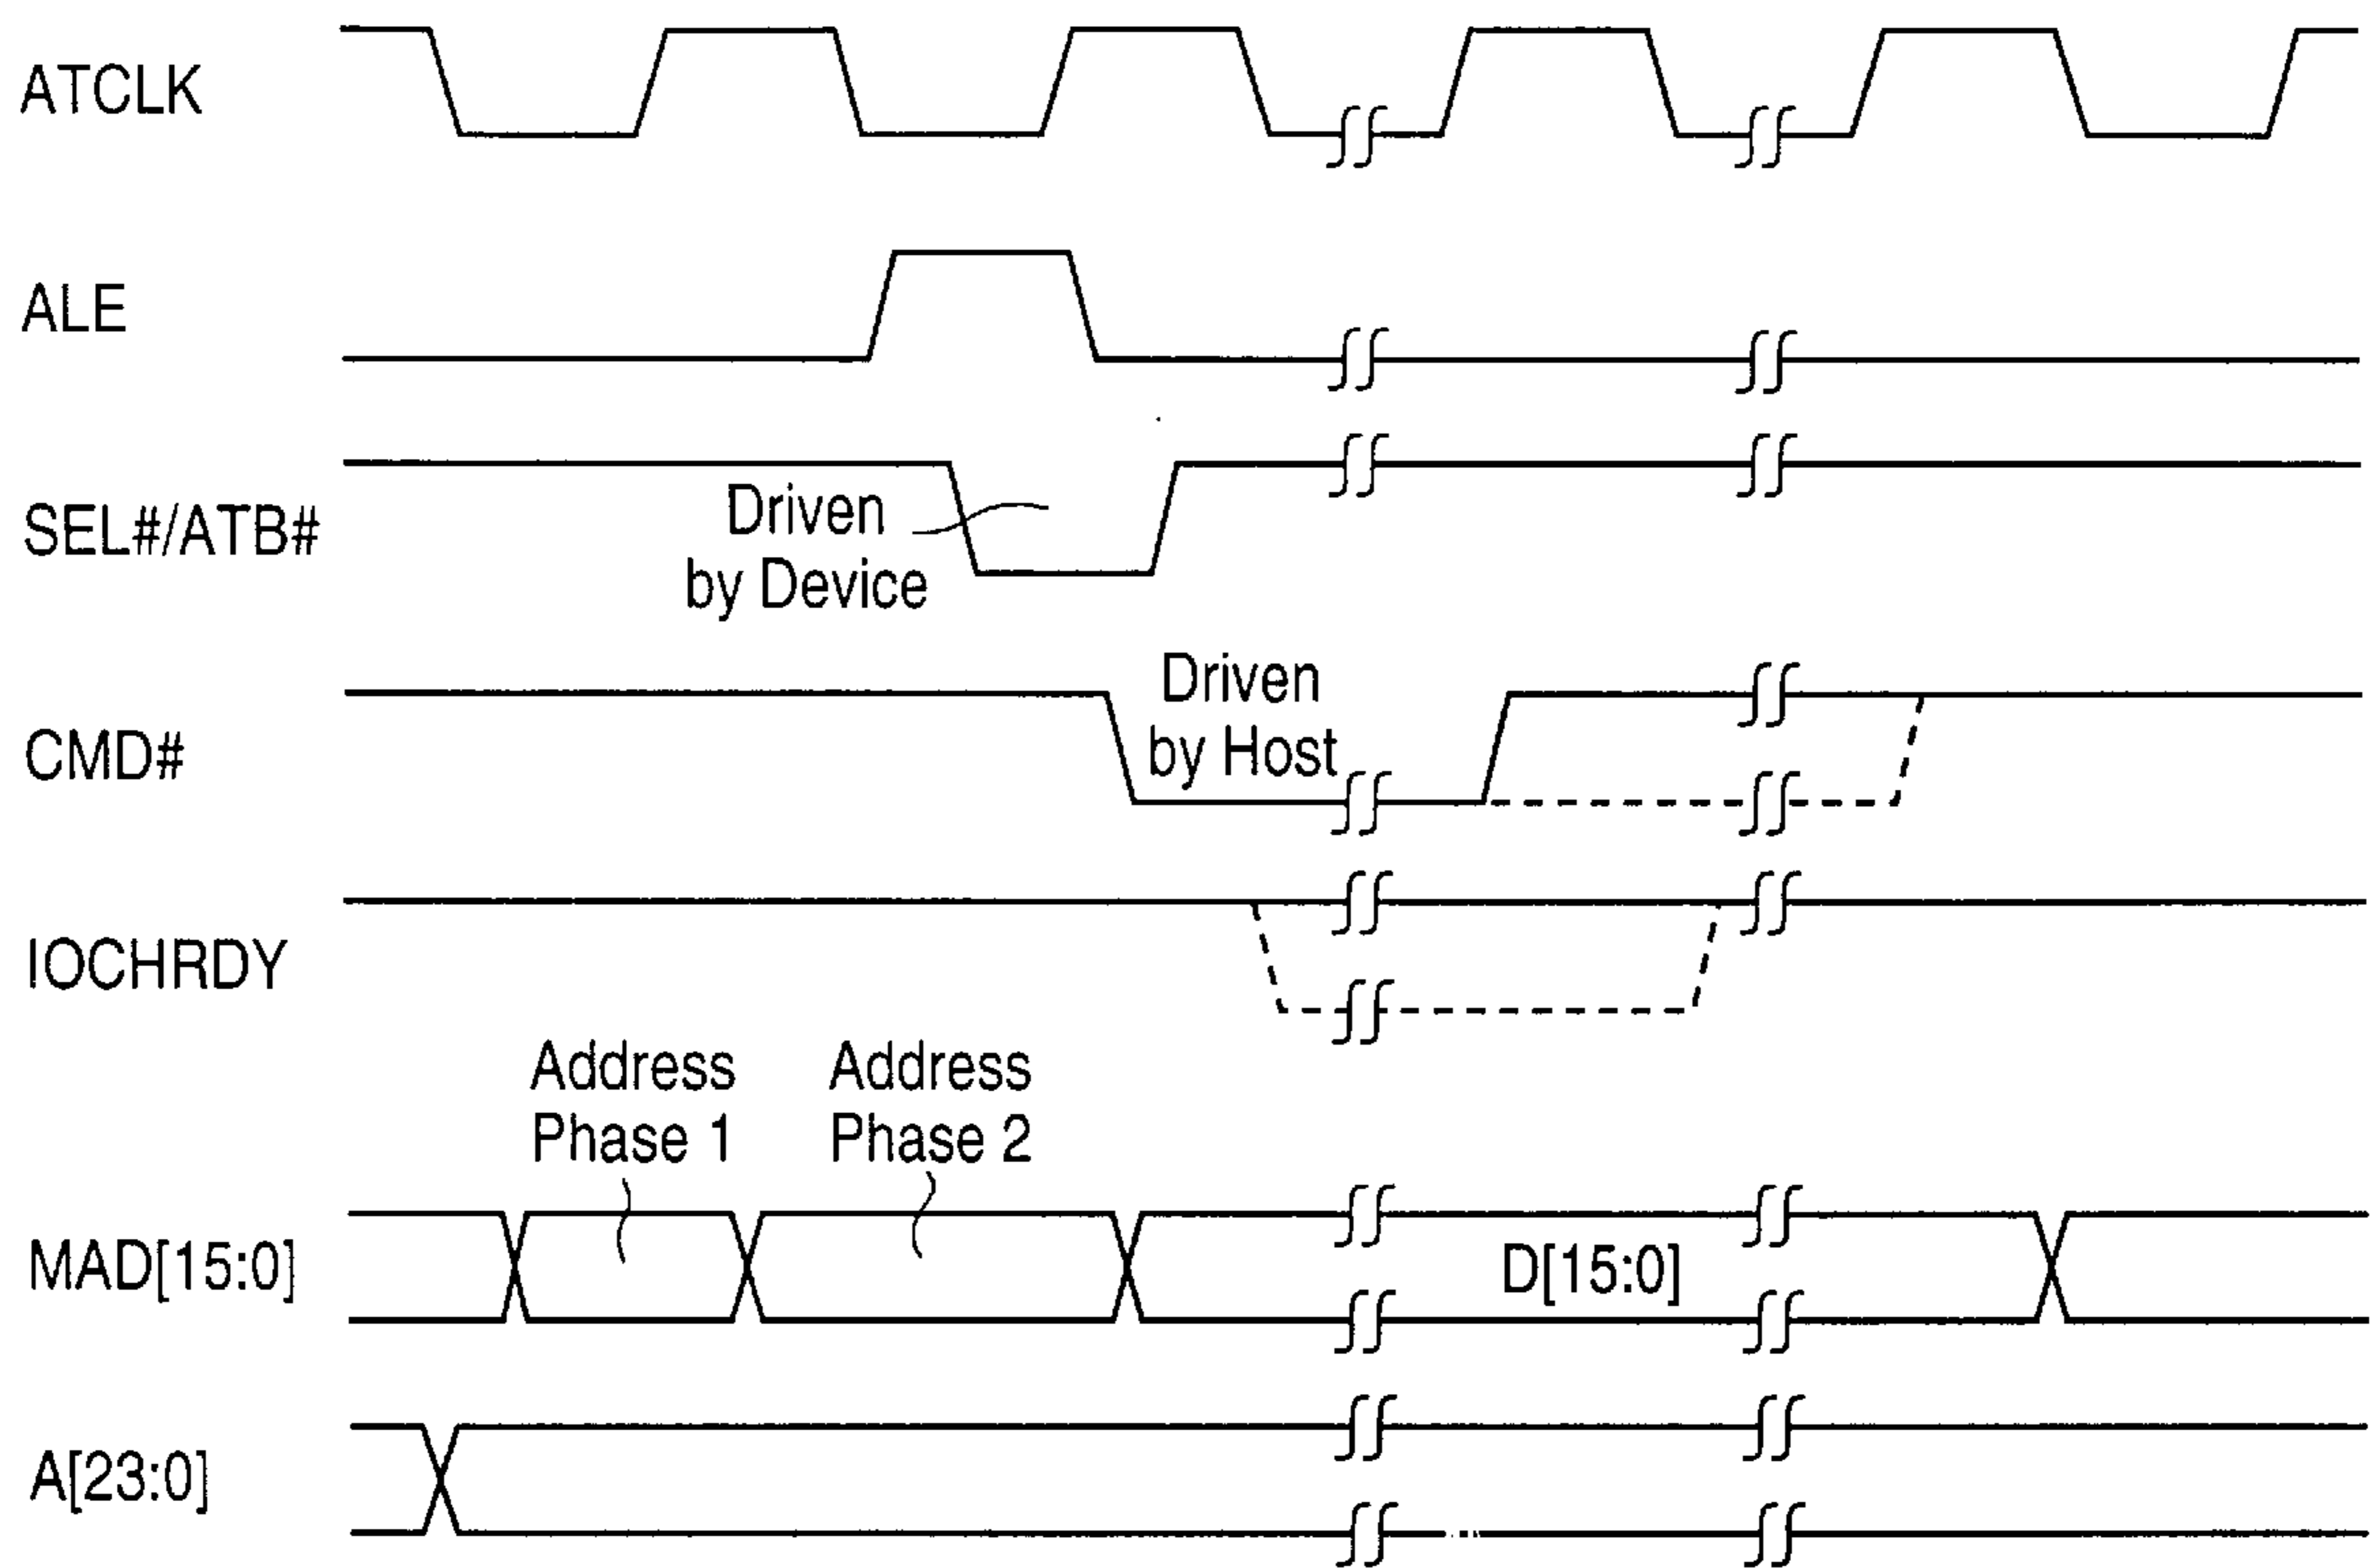 ATCLK
ALE
SEL#/ATB#
Driven
by Device
CMD#
Driven
by Host
IOCHRDY
Address
Phase 1
Address
Phase 2
MAD[15:0]
D[15:0]
A[23:0]